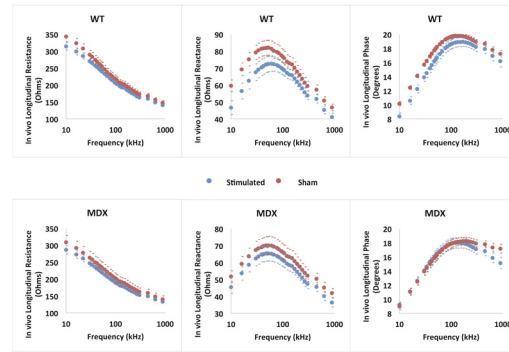 WT
In vivo Longitudinal Resistance
(Ohms)
350
300
250
200
150
100
10
100
1000
Frequency (kHz)
WT
In vivo Longitudinal Reactance
(Ohms)
90
80
70
60
50
40
10
100
1000
Frequency (kHz)
WT
In vivo Longitudinal Phase
(Degrees)
20
18
16
14
12
10
8
10
100
1000
Frequency (kHz)
Stimulated
Sham
MDX
In vivo Longitudinal Resistance
(Ohms)
350
300
250
200
150
100
10
100
1000
Frequency (kHz)
MDX
In vivo Longitudinal Reactance
(Ohms)
80
70
60
50
40
30
10
100
1000
Frequency (kHz)
MDX
In vivo Longitudinal Phase
(Degrees)
20
18
16
14
12
10
8
10
100
1000
Frequency (kHz)